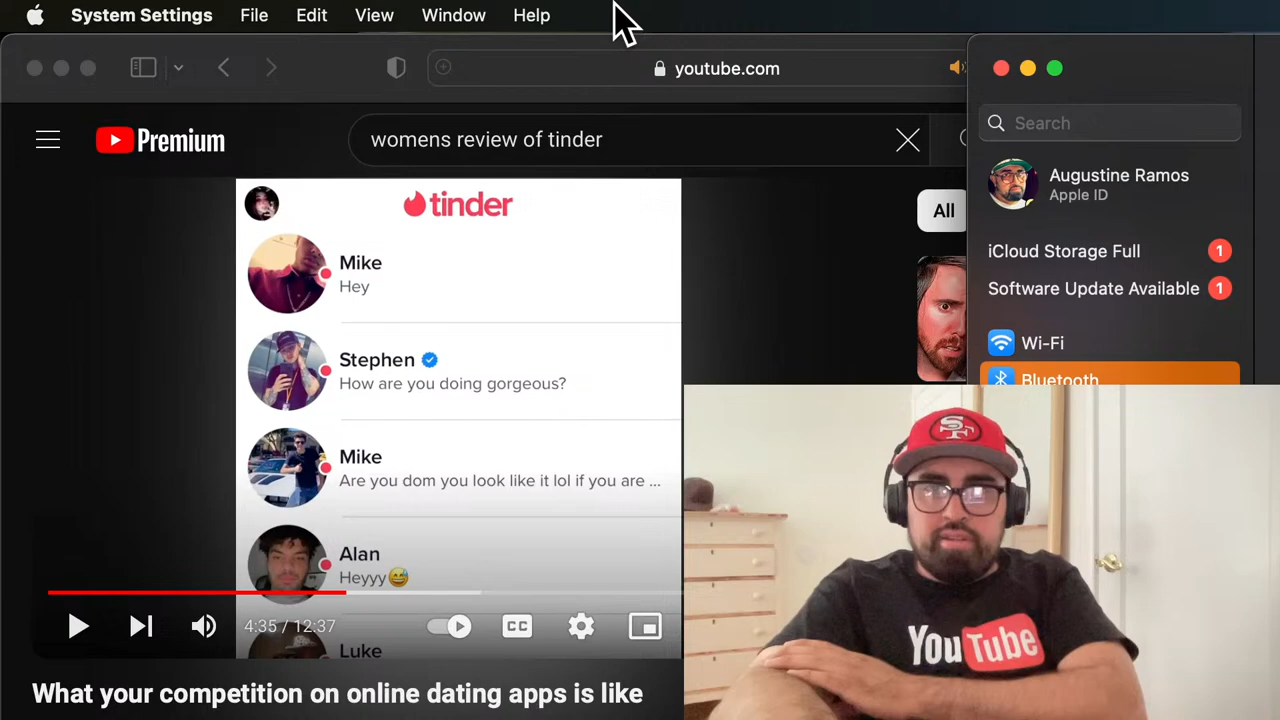 System Settings File Edit View Window Help
youtube.com
Premium
womens review of tinder
Search
Augustine Ramos
Apple ID
All
iCloud Storage Full 1
Software Update Available 1
Wi-Fi
Bluetooth
tinder
Mike
Hey
Stephen
How are you doing gorgeous?
Mike
Are you dom you look like it lol if you are ...
Alan
Heyyy😅
Luke
4:35 / 12:37
CC
What your competition on online dating apps is like
SF
YouTube